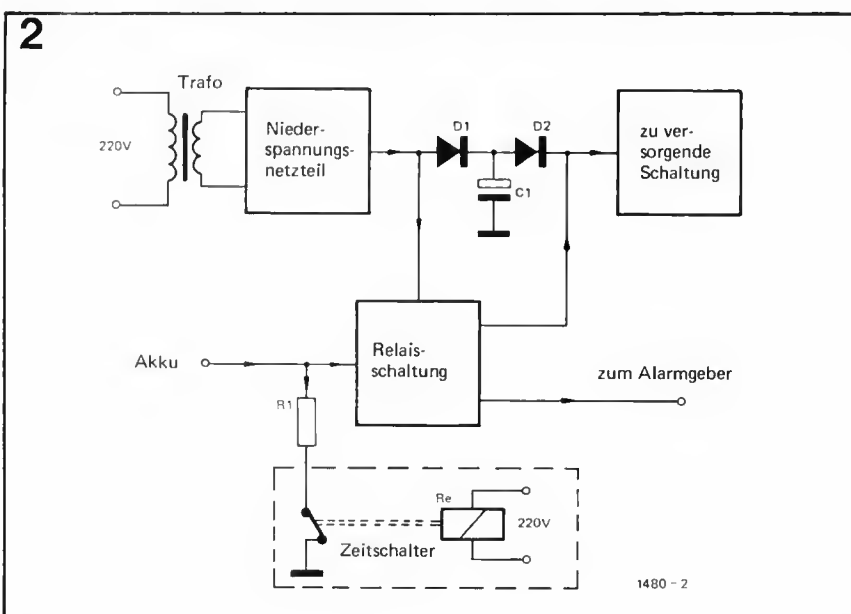 2
Trafo
220V
Nieder-
spannungs-
netzteil
D1
D2
C1
zu ver-
sorgende
Schaltung
Akku
Relais-
schaltung
zum Alarmgeber
R1
Re
220V
Zeitschalter
1480 - 2